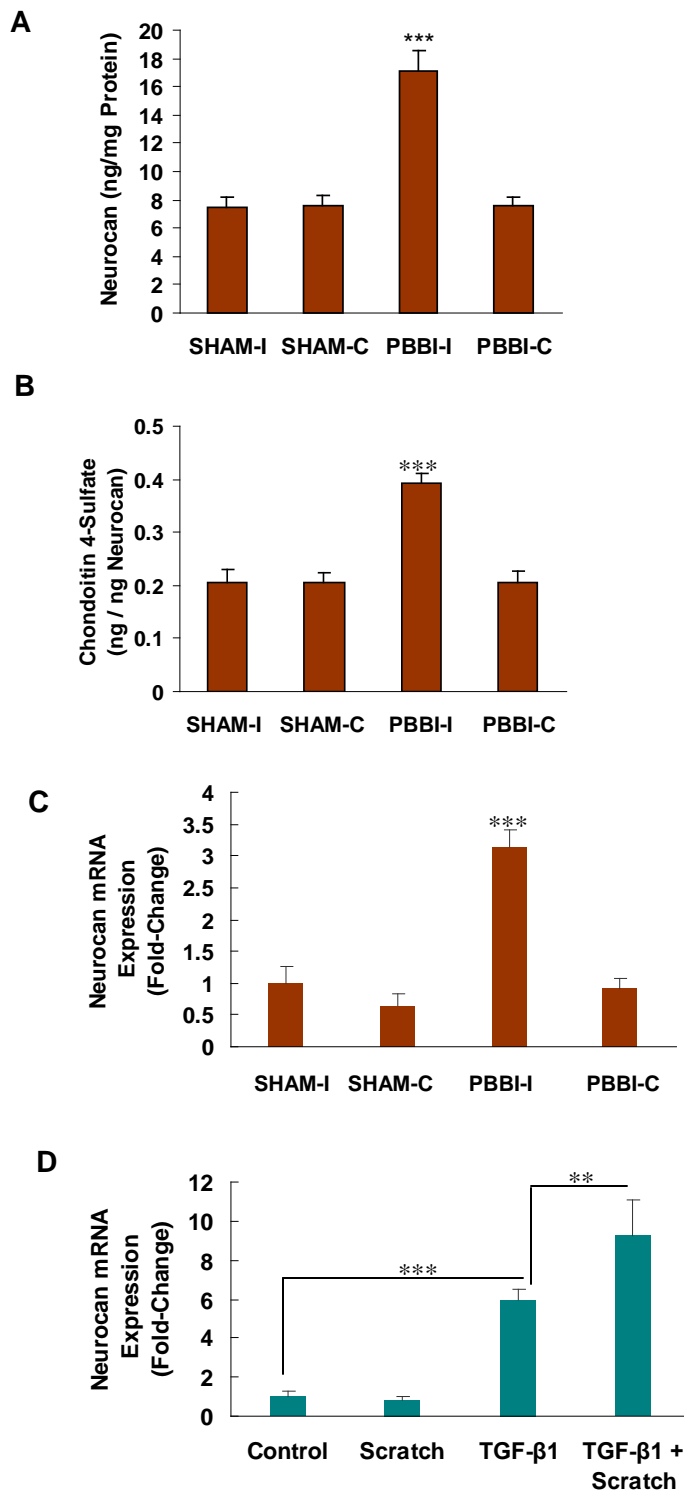 A
Neurocan (ng/mg Protein)
20
18
16
14
12
10
8
6
4
2
0
***
SHAM-I SHAM-C PBBI-I PBBI-C
B
Chondoitin 4-Sulfate
(ng / ng Neurocan)
0.5
0.4
0.3
0.2
0.1
0
***
SHAM-I SHAM-C PBBI-I PBBI-C
C
Neurocan mRNA
Expression
(Fold-Change)
4
3.5
3
2.5
2
1.5
1
0.5
0
***
SHAM-I SHAM-C PBBI-I PBBI-C
D
Neurocan mRNA
Expression
(Fold-Change)
12
10
8
6
4
2
0
***
**
Control Scratch TGF-β1 TGF-β1 +
Scratch